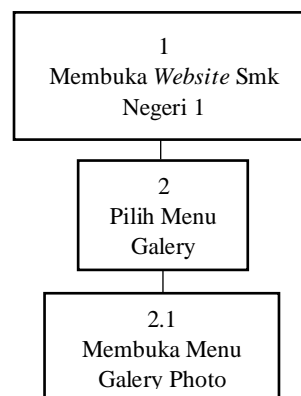 1
Membuka Website Smk
Negeri 1
2
Pilih Menu
Galery
2.1
Membuka Menu
Galery Photo